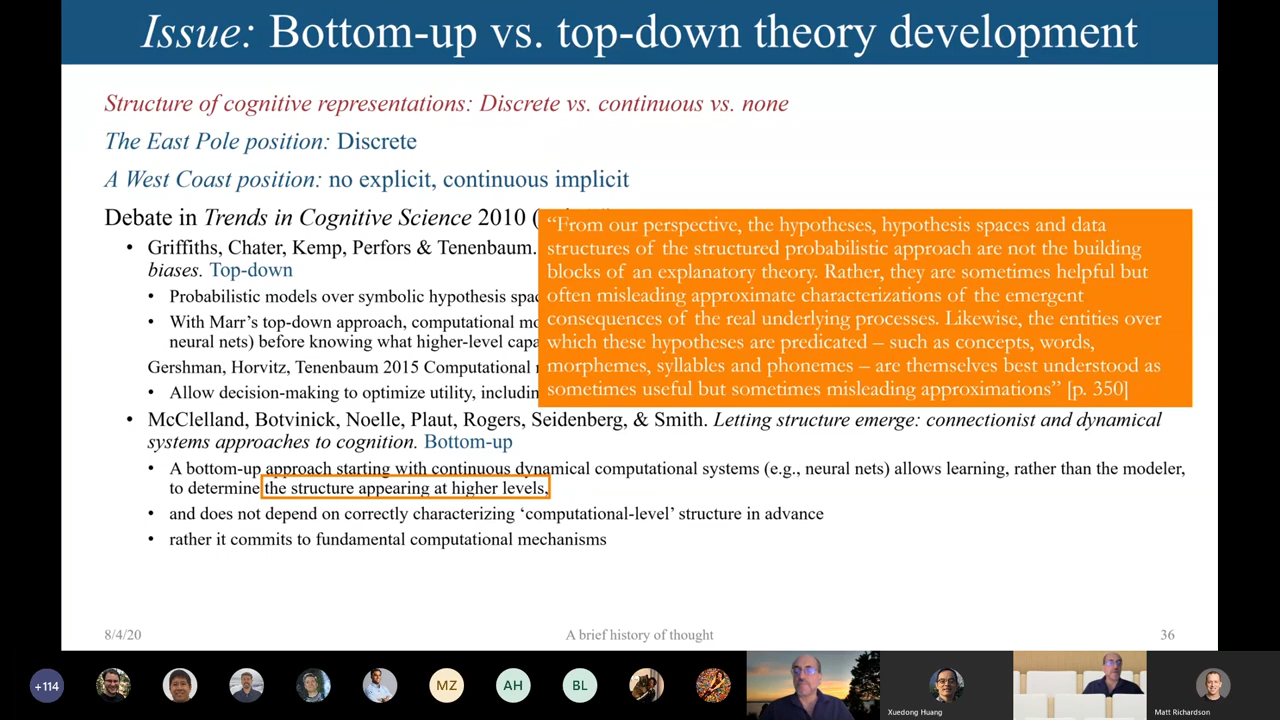 Issue: Bottom-up vs. top-down theory development
Structure of cognitive representations: Discrete vs. continuous vs. none
The East Pole position: Discrete
A West Coast position: no explicit, continuous implicit
Debate in Trends in Cognitive Science 2010 (
Griffiths, Chater, Kemp, Perfors & Tenenbaum.
biases. Top-down
• Probabilistic models over symbolic hypothesis
• With Marr's top-down approach, computational
neural nets) before knowing what higher-level
Gershman, Horvitz, Tenenbaum 2015 Computational
• Allow decision-making to optimize utility,
“From our perspective, the hypotheses, hypothesis spaces and data
structures of the structured probabilistic approach are not the building
blocks of an explanatory theory. Rather, they are sometimes helpful but
often misleading approximate characterizations of the emergent
consequences of the real underlying processes. Likewise, the entities over
which these hypotheses are predicated – such as concepts, words,
morphemes, syllables and phonemes – are themselves best understood as
sometimes useful but sometimes misleading approximations” [p. 350]
• McClelland, Botvinick, Noelle, Plaut, Rogers, Seidenberg, & Smith. Letting structure emerge: connectionist and dynamical
systems approaches to cognition. Bottom-up
• A bottom-up approach starting with continuous dynamical computational systems (e.g., neural nets) allows learning, rather than the modeler,
to determine the structure appearing at higher levels,
• and does not depend on correctly characterizing ‘computational-level’ structure in advance
• rather it commits to fundamental computational mechanisms
8/4/20
A brief history of thought
36
+114
MZ
AH
BL
Xuedong Huang
Matt Richardson